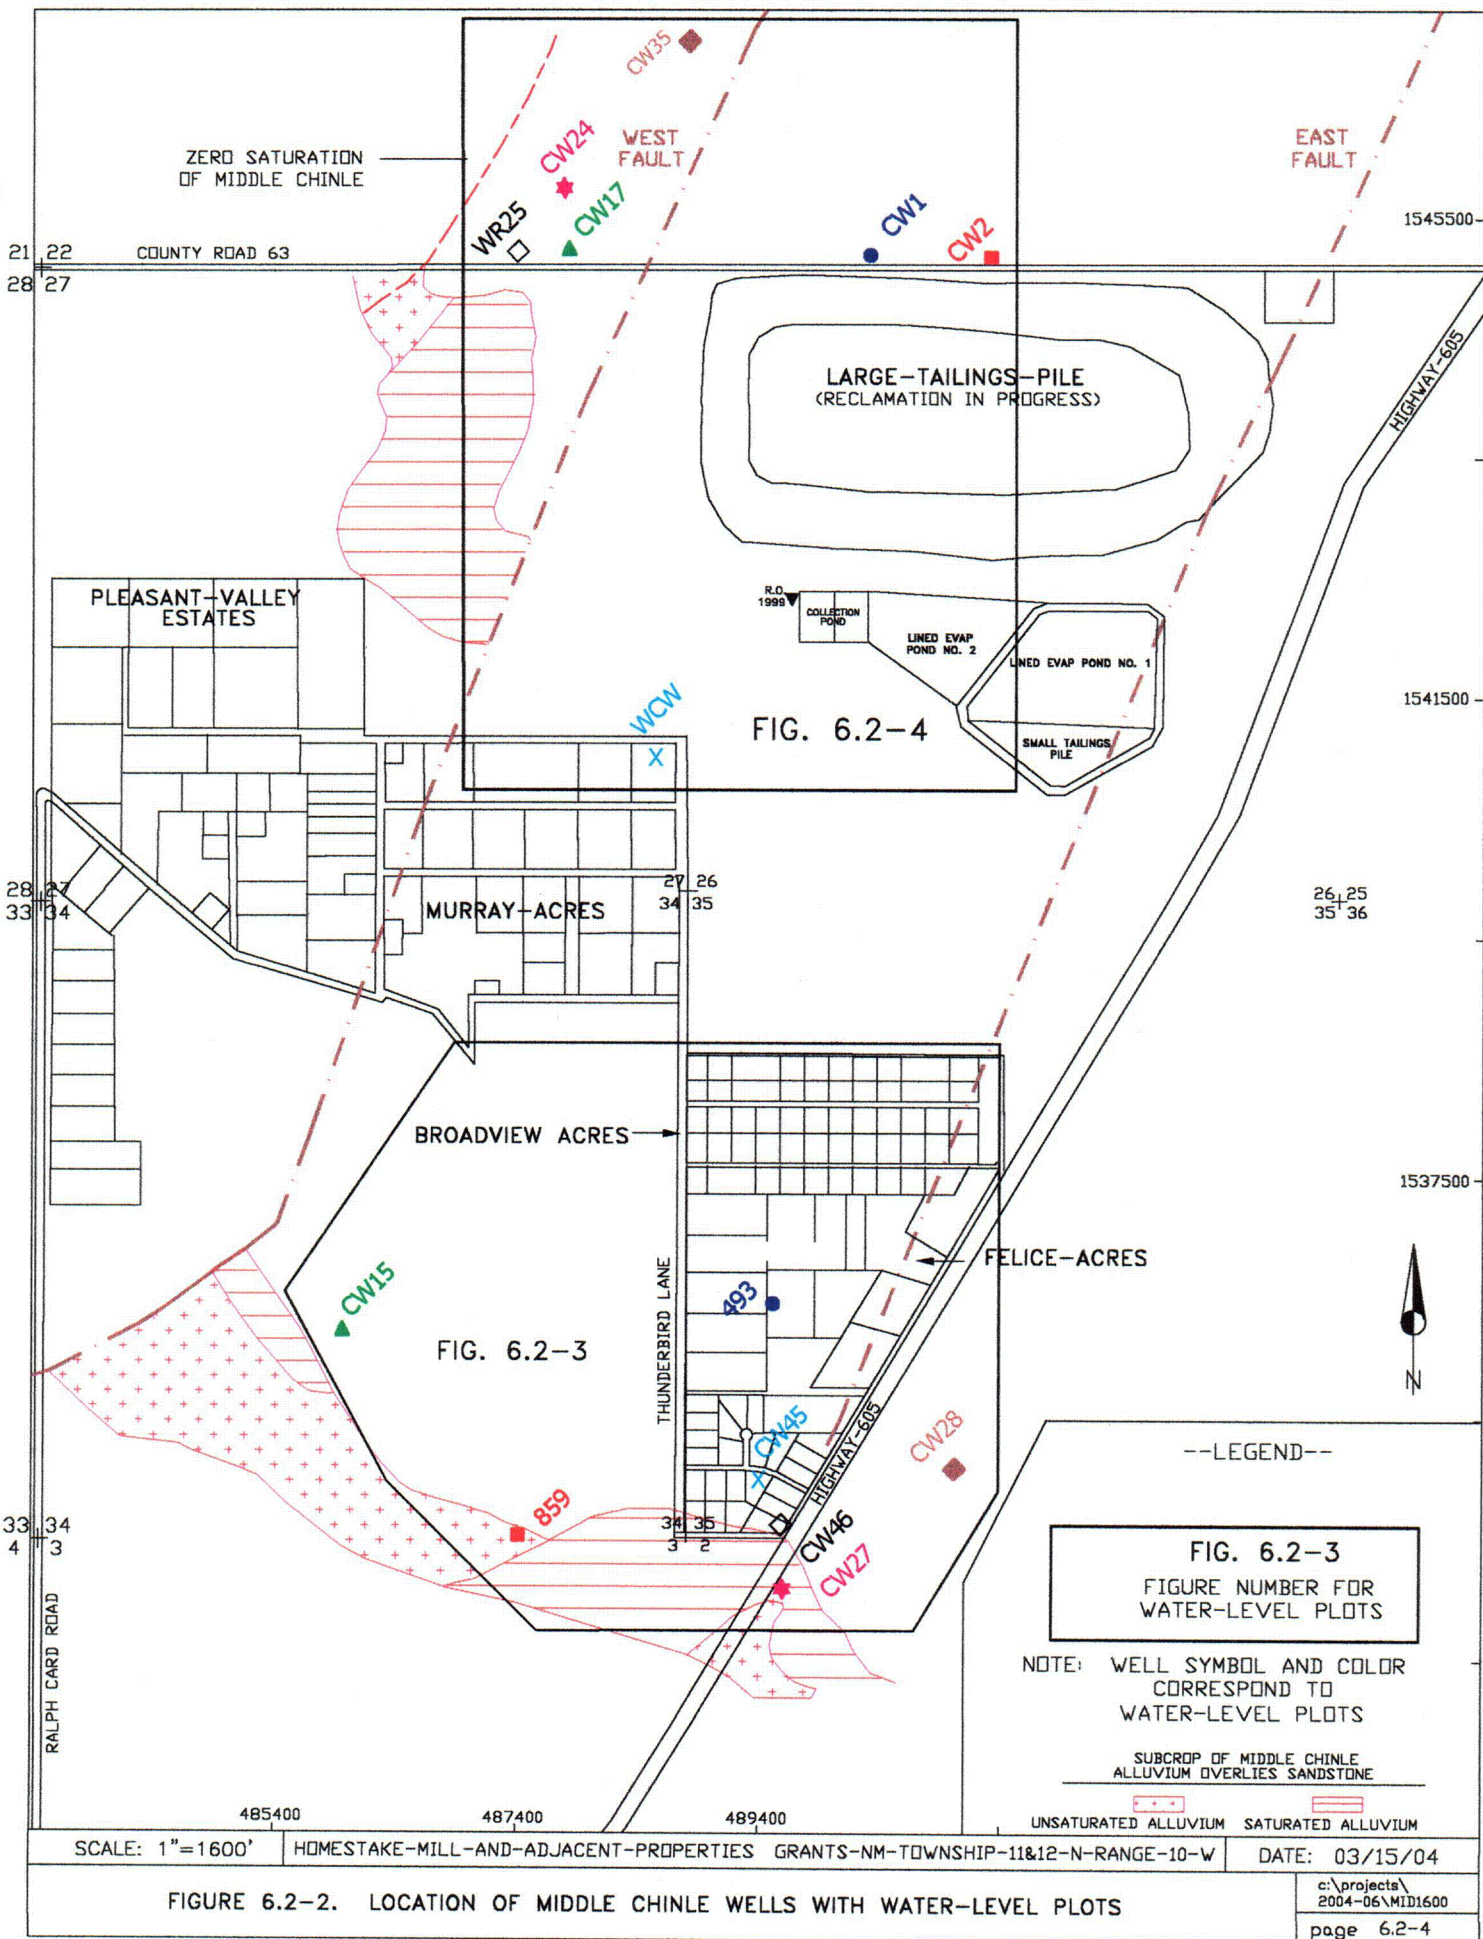 CW35
WEST
FAULT
EAST
FAULT
ZERO SATURATION
OF MIDDLE CHINLE
CW24
CW17
WR25
CW1
CW2
1545500
21 22
28 27
COUNTY ROAD 63
HIGHWAY-605
LARGE-TAILINGS-PILE
(RECLAMATION IN PROGRESS)
PLEASANT-VALLEY
ESTATES
R.O.
1999
COLLECTION
POND
LINED EVAP
POND NO. 2
LINED EVAP POND NO. 1
SMALL TAILINGS
PILE
1541500
WCW
FIG. 6.2-4
28 27
33 34
27 26
34 35
26 25
35 36
MURRAY-ACRES
BROADVIEW ACRES
1537500
FELICE-ACRES
THUNDERBIRD LANE
CW15
493
FIG. 6.2-3
N
CW45
HIGHWAY-605
CW28
859
33 34
4 3
34 35
3 2
CW46
CW27
RALPH CARD ROAD
--LEGEND--
FIG. 6.2-3
FIGURE NUMBER FOR
WATER-LEVEL PLOTS
NOTE: WELL SYMBOL AND COLOR
CORRESPOND TO
WATER-LEVEL PLOTS
SUBCROP OF MIDDLE CHINLE
ALLUVIUM OVERLIES SANDSTONE
UNSATURATED ALLUVIUM SATURATED ALLUVIUM
485400 487400 489400
SCALE: 1"=1600' HOMESTAKE-MILL-AND-ADJACENT-PROPERTIES GRANTS-NM-TOWNSHIP-11&12-N-RANGE-10-W DATE: 03/15/04
FIGURE 6.2-2. LOCATION OF MIDDLE CHINLE WELLS WITH WATER-LEVEL PLOTS
c:\projects\
2004-06\MID1600
page 6.2-4